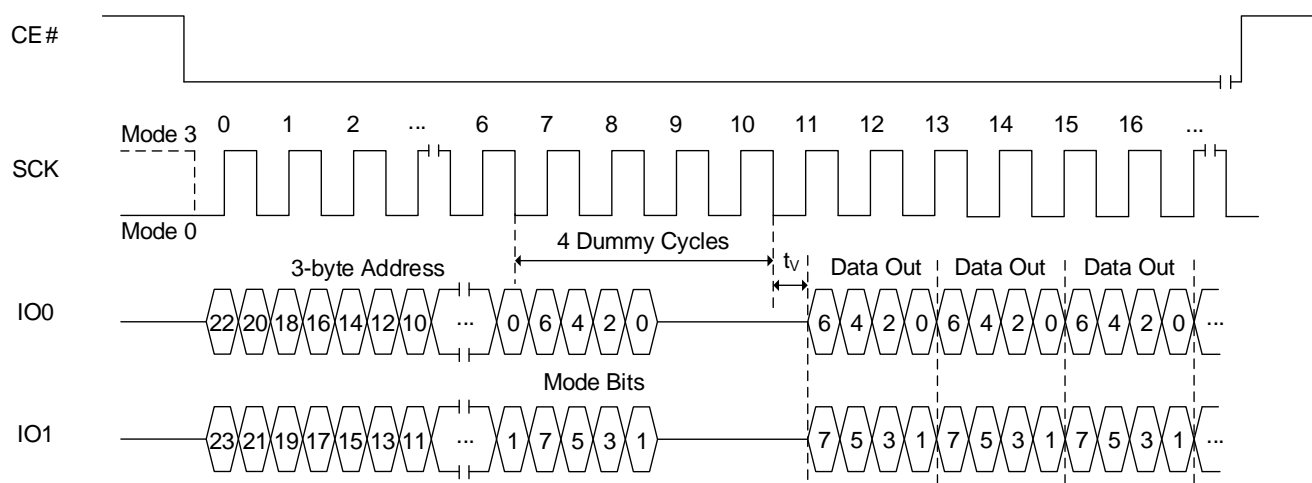 CE#
0 1 2 ... 6 7 8 9 10 11 12 13 14 15 16 ...
Mode 3
SCK
Mode 0
4 Dummy Cycles
3-byte Address tV Data Out Data Out Data Out
IO0 22 20 18 16 14 12 10 ... 0 6 4 2 0 6 4 2 0 6 4 2 0 6 4 2 0 ...
Mode Bits
IO1 23 21 19 17 15 13 11 ... 1 7 5 3 1 7 5 3 1 7 5 3 1 7 5 3 1 ...